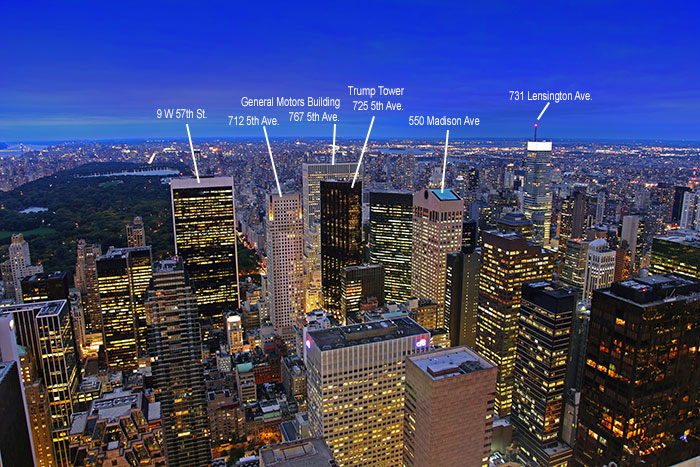 9 W 57th St.
General Motors Building
712 5th Ave.
767 5th Ave.
Trump Tower
725 5th Ave.
550 Madison Ave
731 Lensington Ave.